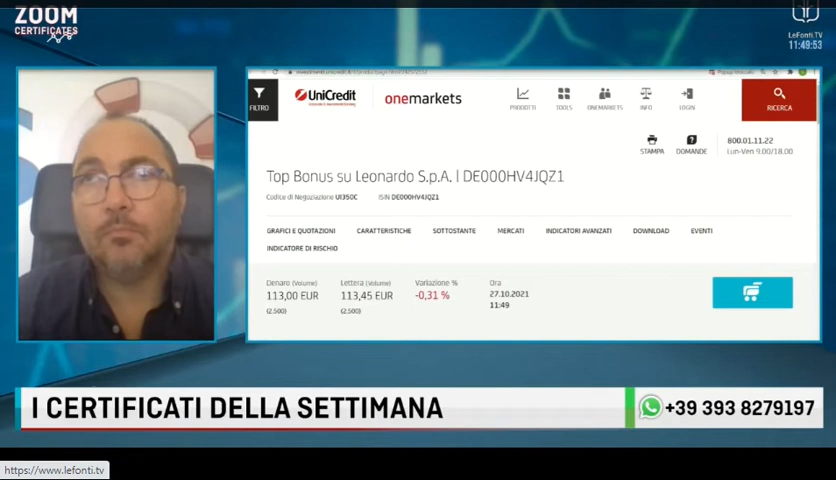 ZOOM
CERTIFICATES
LeFonti.TV
11:49:53
FILTRO
UniCredit
onemarkets
PRODOTTI
TOOLS
ONEMARKETS
INFO
LOGIN
RICERCA
STAMPA
DOMANDE
800.01.11.22
Lun-Ven 9.00/18.00
Top Bonus su Leonardo S.p.A. | DE000HV4JQZ1
Codice di Negoziazione UI350C ISIN DE000HV4JQZ1
GRAFICI E QUOTAZIONI CARATTERISTICHE SOTTOSTANTE MERCATI INDICATORI AVANZATI DOWNLOAD EVENTI
INDICATORE DI RISCHIO
Denaro (Volume) Lettera (Volume) Variazione % Ora
113,00 EUR 113,45 EUR -0,31 % 27.10.2021
(2.500) (2.500) 11:49
I CERTIFICATI DELLA SETTIMANA
+39 393 8279197
https://www.lefonti.tv